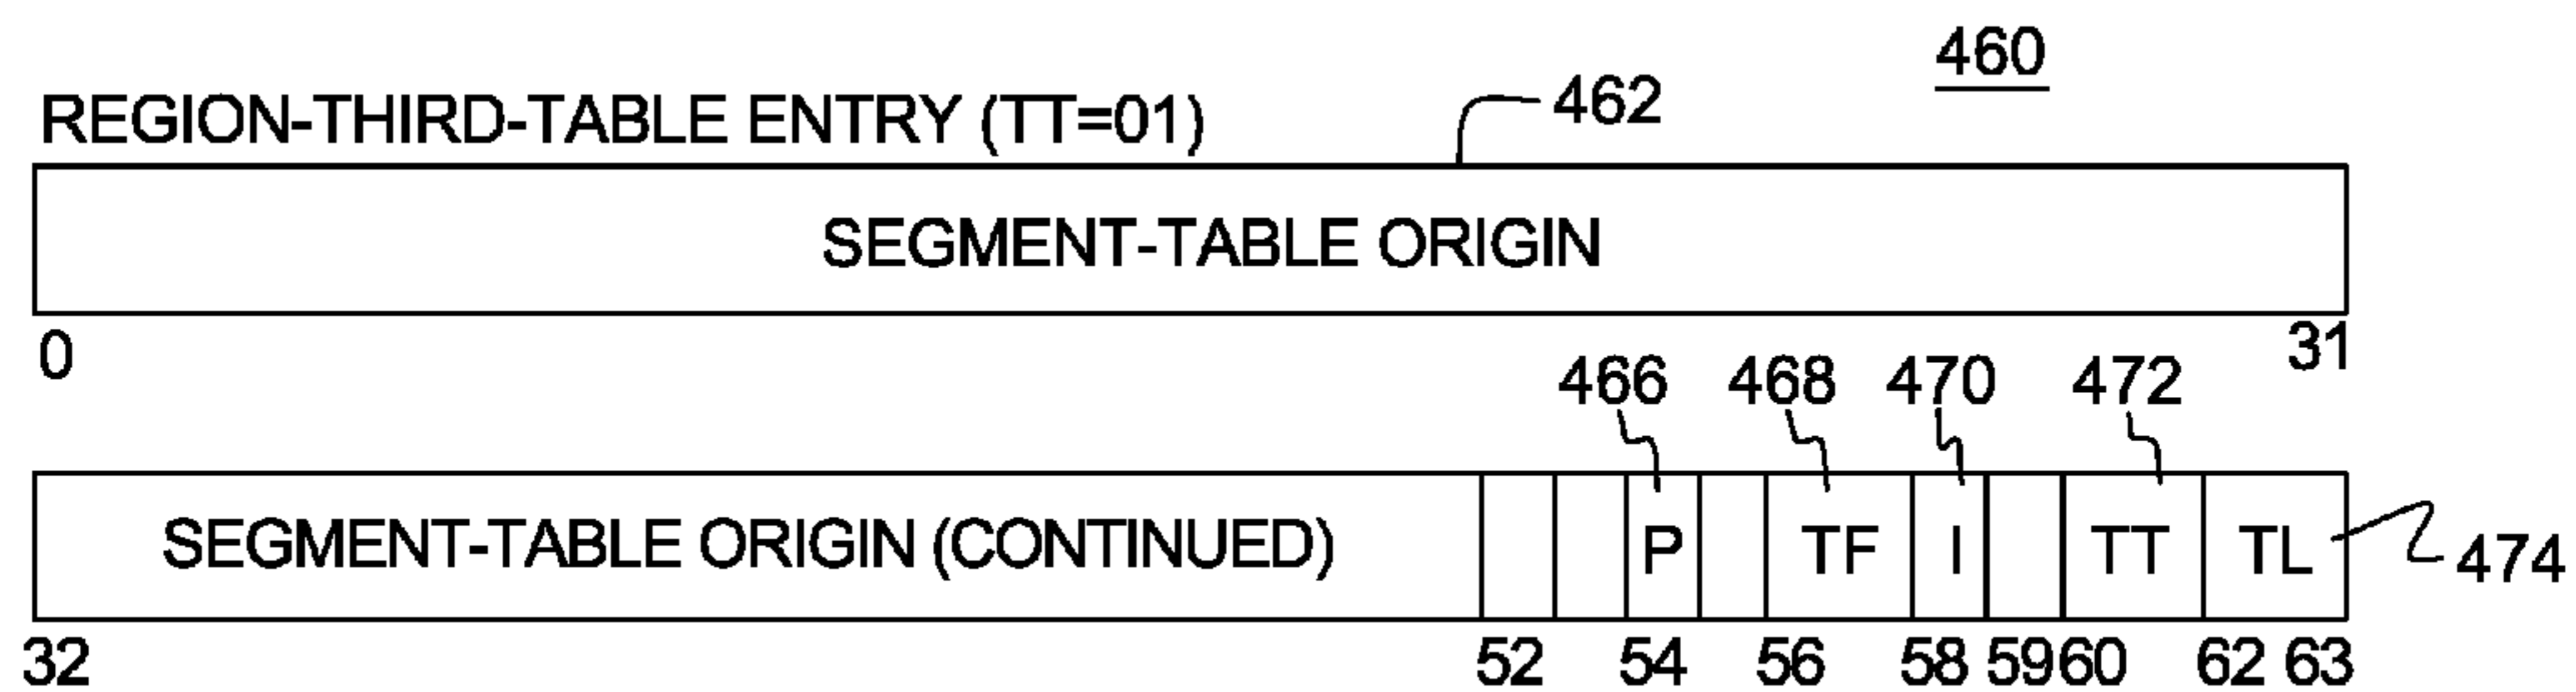 460
REGION-THIRD-TABLE ENTRY (TT=01)
462
SEGMENT-TABLE ORIGIN
0 31
466 468 470 472
SEGMENT-TABLE ORIGIN (CONTINUED) P TF I TT TL
474
32 52 54 56 58 59 60 62 63